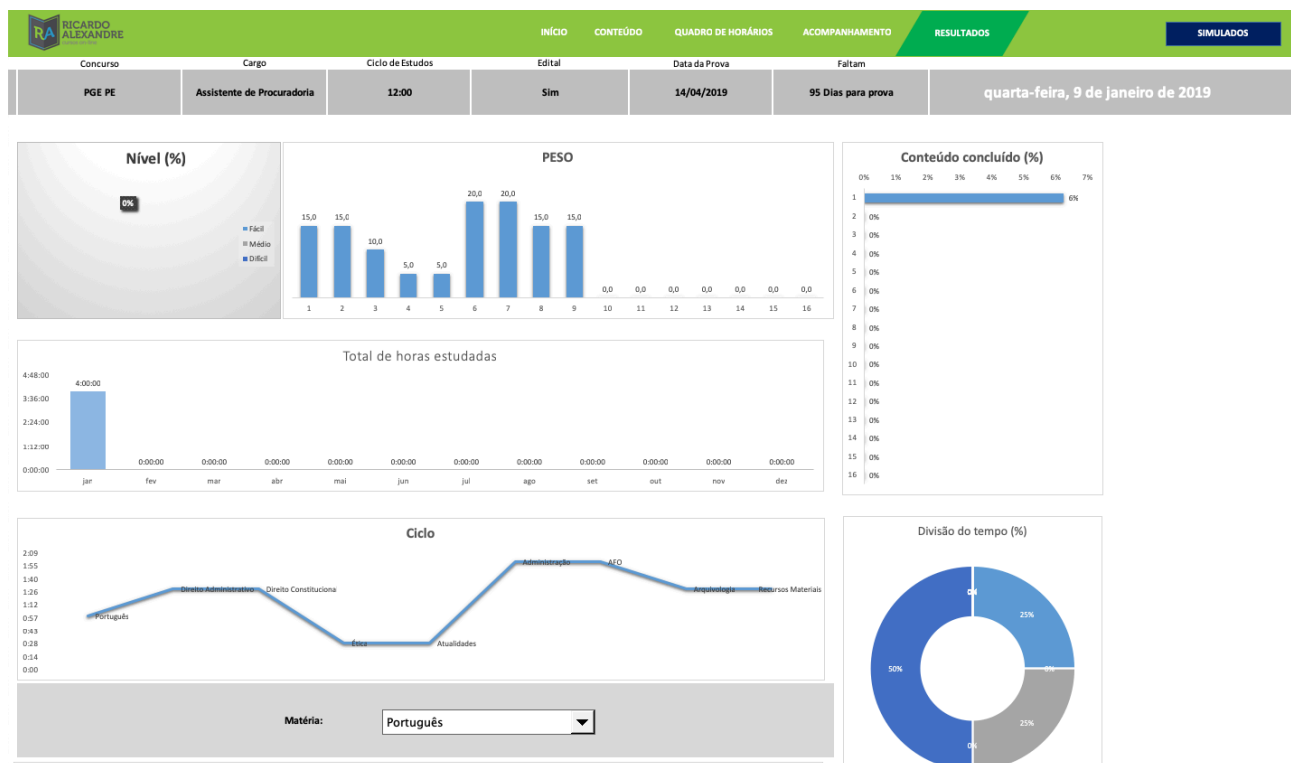 RICARDO
ALEXANDRE
INÍCIO CONTEÚDO QUADRO DE HORÁRIOS ACOMPANHAMENTO RESULTADOS SIMULADOS
Concurso Cargo Ciclo de Estudos Edital Data da Prova Faltam
PGE PE Assistente de Procuradoria 12:00 Sim 14/04/2019 95 Dias para prova quarta-feira, 9 de janeiro de 2019
Nível (%)
0%
Fácil
Médio
Difícil
PESO
20,0 20,0
15,0 15,0 15,0 15,0
10,0
5,0 5,0
0,0 0,0 0,0 0,0 0,0 0,0 0,0
1 2 3 4 5 6 7 8 9 10 11 12 13 14 15 16
Conteúdo concluído (%)
0% 1% 2% 3% 4% 5% 6% 7%
1 6%
2 0%
3 0%
4 0%
5 0%
6 0%
7 0%
8 0%
9 0%
10 0%
11 0%
12 0%
13 0%
14 0%
15 0%
16 0%
Total de horas estudadas
4:48:00
4:00:00
3:36:00
2:24:00
1:12:00
0:00:00 0:00:00 0:00:00 0:00:00 0:00:00 0:00:00 0:00:00 0:00:00 0:00:00 0:00:00 0:00:00
0:00:00
jan fev mar abr mai jun jul ago set out nov dez
Ciclo
2:09
1:55
1:40
1:26
1:12
0:57
0:43
0:28
0:14
0:00
Português
Direito Administrativo
Direito Constituciona
Ética
Atualidades
Administração
AFO
Arquivologia
Recursos Materiais
Divisão do tempo (%)
0%
25%
50%
0%
25%
0%
Matéria: Português